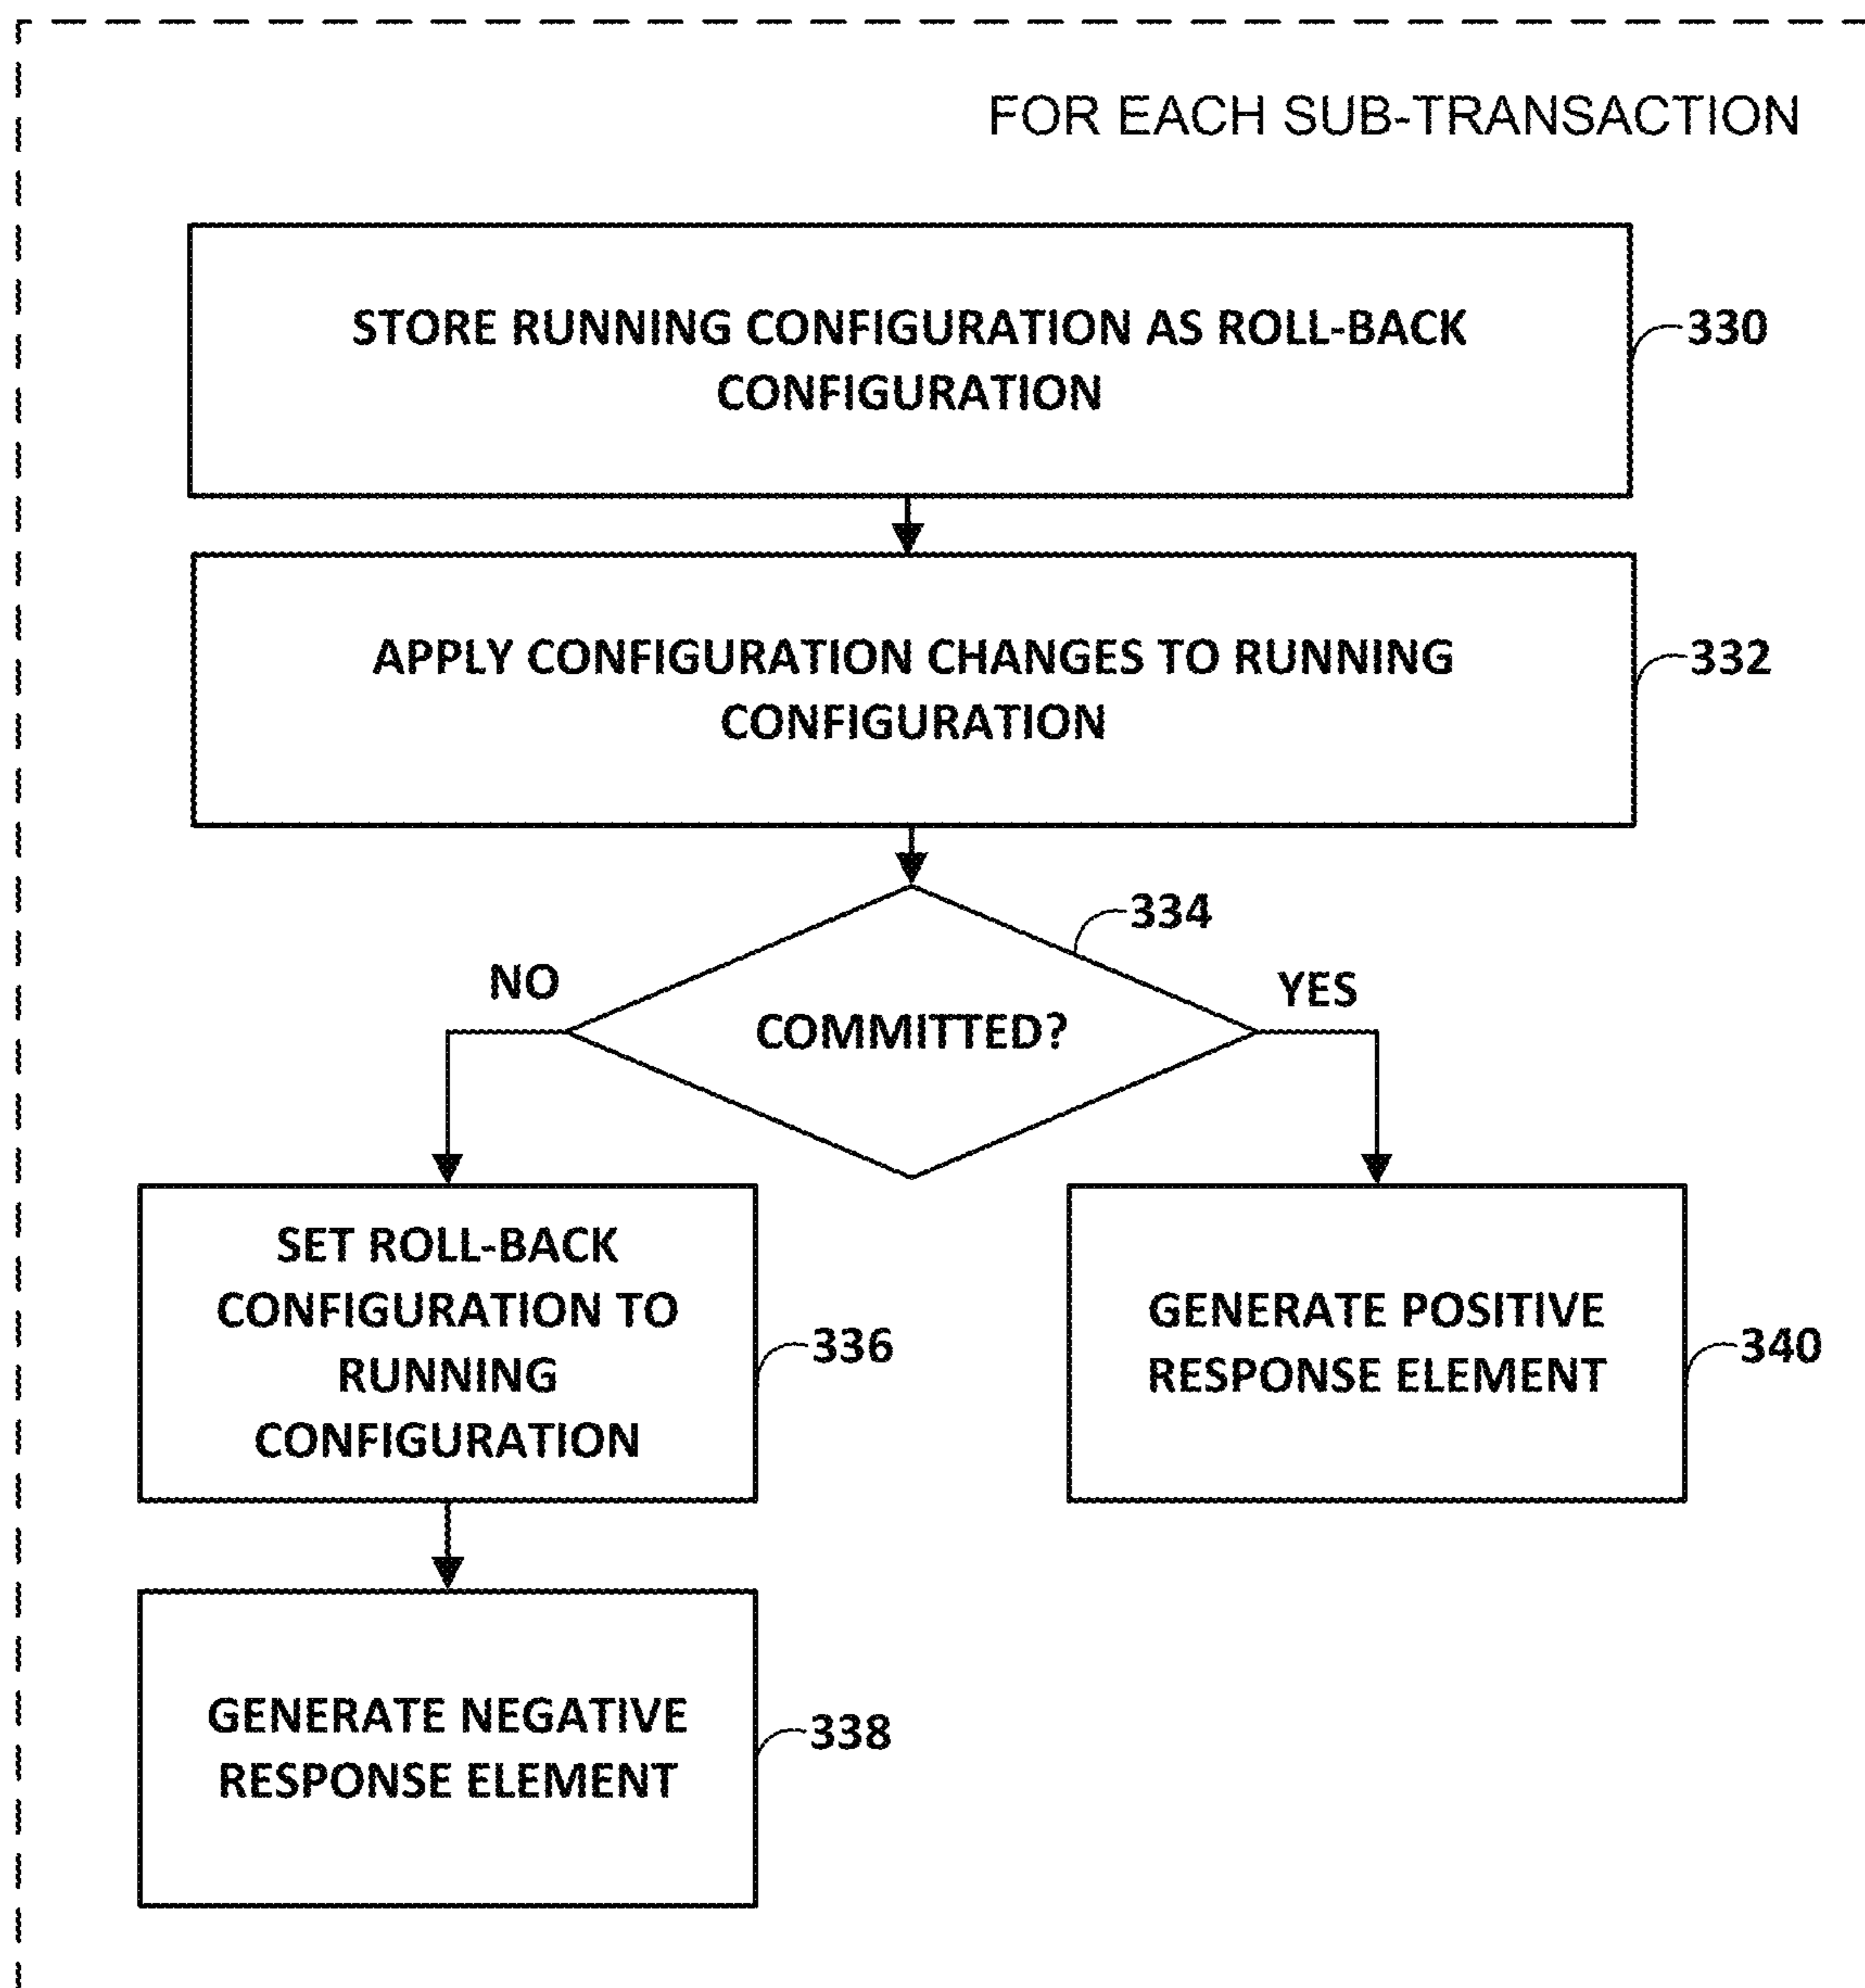 FOR EACH SUB-TRANSACTION
STORE RUNNING CONFIGURATION AS ROLL-BACK
CONFIGURATION
330
APPLY CONFIGURATION CHANGES TO RUNNING
CONFIGURATION
332
334
NO
YES
COMMITTED?
SET ROLL-BACK
CONFIGURATION TO
RUNNING
CONFIGURATION
336
GENERATE POSITIVE
RESPONSE ELEMENT
340
GENERATE NEGATIVE
RESPONSE ELEMENT
338